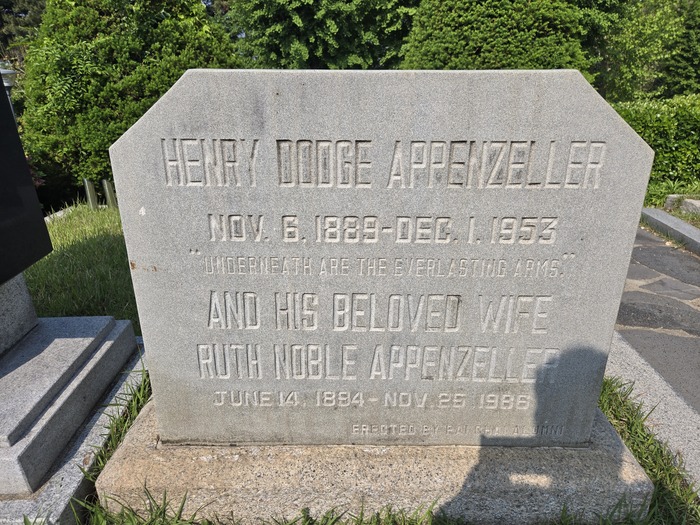 HENRY DODGE APPENZELLER
NOV. 6. 1889-DEC. 1. 1953
"UNDERNEATH ARE THE EVERLASTING ARMS."
AND HIS BELOVED WIFE
RUTH NOBLE APPENZELLER
JUNE 14, 1894-NOV. 25 1986
ERECTED BY PAI CHAI ALUMNI